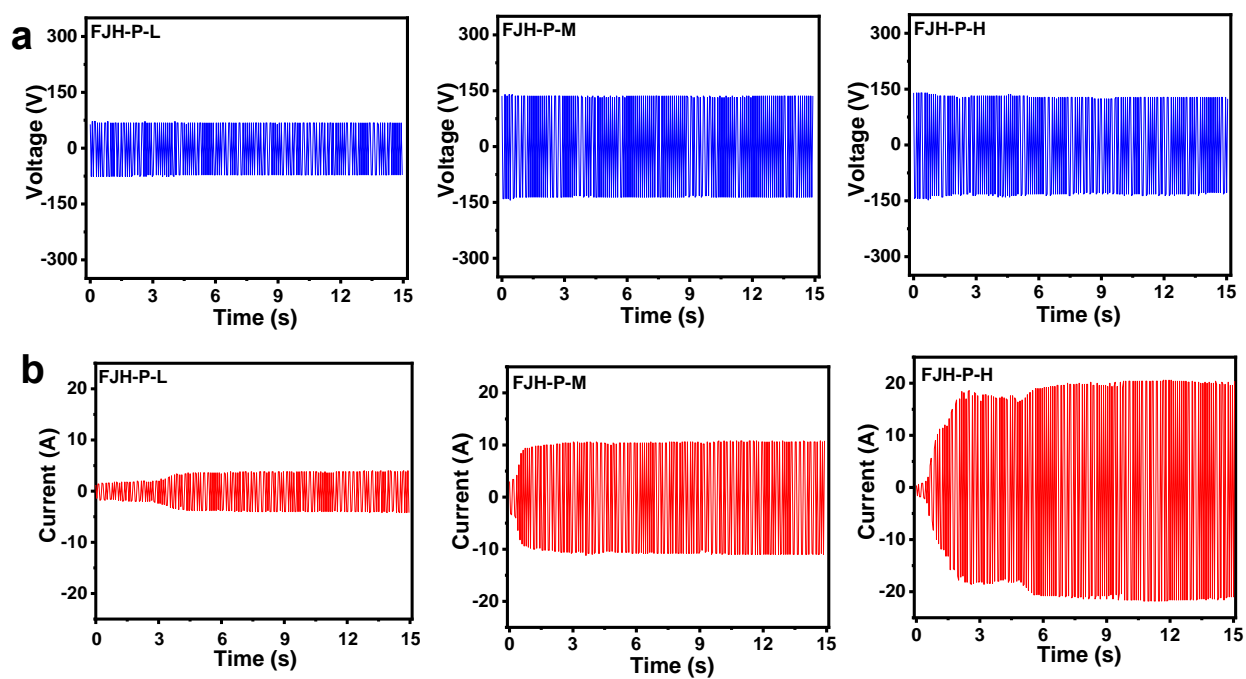 a
FJH-P-L
Voltage (V)
300
150
0
-150
-300
0 3 6 9 12 15
Time (s)
FJH-P-M
Voltage (V)
300
150
0
-150
-300
0 3 6 9 12 15
Time (s)
FJH-P-H
Voltage (V)
300
150
0
-150
-300
0 3 6 9 12 15
Time (s)
b
FJH-P-L
Current (A)
20
10
0
-10
-20
0 3 6 9 12 15
Time (s)
FJH-P-M
Current (A)
20
10
0
-10
-20
0 3 6 9 12 15
Time (s)
FJH-P-H
Current (A)
20
10
0
-10
-20
0 3 6 9 12 15
Time (s)